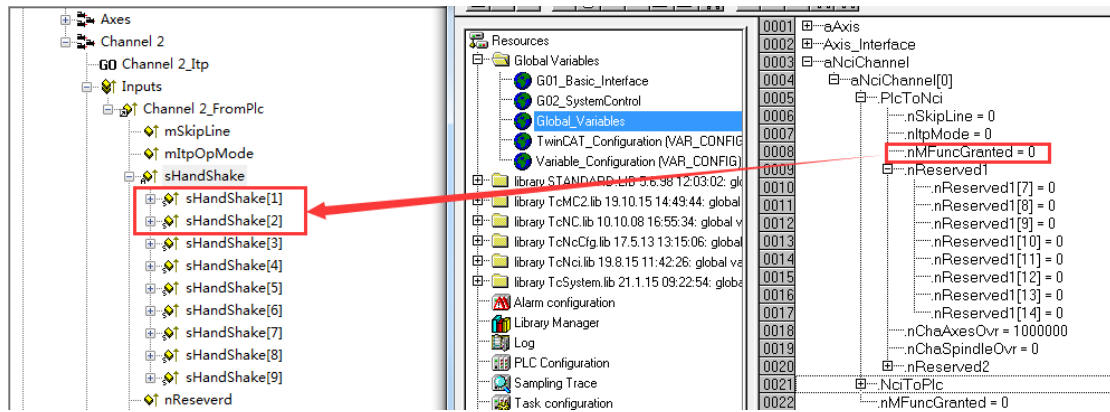 Axes
Channel 2
GO Channel 2_Itp
Inputs
Channel 2_FromPlc
mSkipLine
mItpOpMode
sHandShake
sHandShake[1]
sHandShake[2]
sHandShake[3]
sHandShake[4]
sHandShake[5]
sHandShake[6]
sHandShake[7]
sHandShake[8]
sHandShake[9]
nReseverd
Resources
Global Variables
G01_Basic_Interface
G02_SystemControl
Global_Variables
TwinCAT_Configuration (VAR_CONFIG
Variable_Configuration (VAR_CONFIG)
library STANDARD.LIB 5.6.98 12:03:02: glo
library TcMC2.lib 19.10.15 14:49:44: global
library TcNC.lib 10.10.08 16:55:34: global v
library TcNcCfg.lib 17.5.13 13:15:06: global
library TcNci.lib 19.8.15 11:42:26: global va
library TcSystem.lib 21.1.15 09:22:54: globa
Alarm configuration
Library Manager
Log
PLC Configuration
Sampling Trace
Task configuration
0001 aAxis
0002 Axis_Interface
0003 aNciChannel
0004 aNciChannel[0]
0005 .PlcToNci
0006 .nSkipLine = 0
0007 .nItpMode = 0
0008 .nMFuncGranted = 0
0009 .nReserved1
0010 .nReserved1[7] = 0
0011 .nReserved1[8] = 0
0012 .nReserved1[9] = 0
0013 .nReserved1[10] = 0
0014 .nReserved1[11] = 0
0015 .nReserved1[12] = 0
0016 .nReserved1[13] = 0
0017 .nReserved1[14] = 0
0018 .nChaAxesOvr = 1000000
0019 .nChaSpindleOvr = 0
0020 .nReserved2
0021 .NciToPlc
0022 .nMFuncGranted = 0